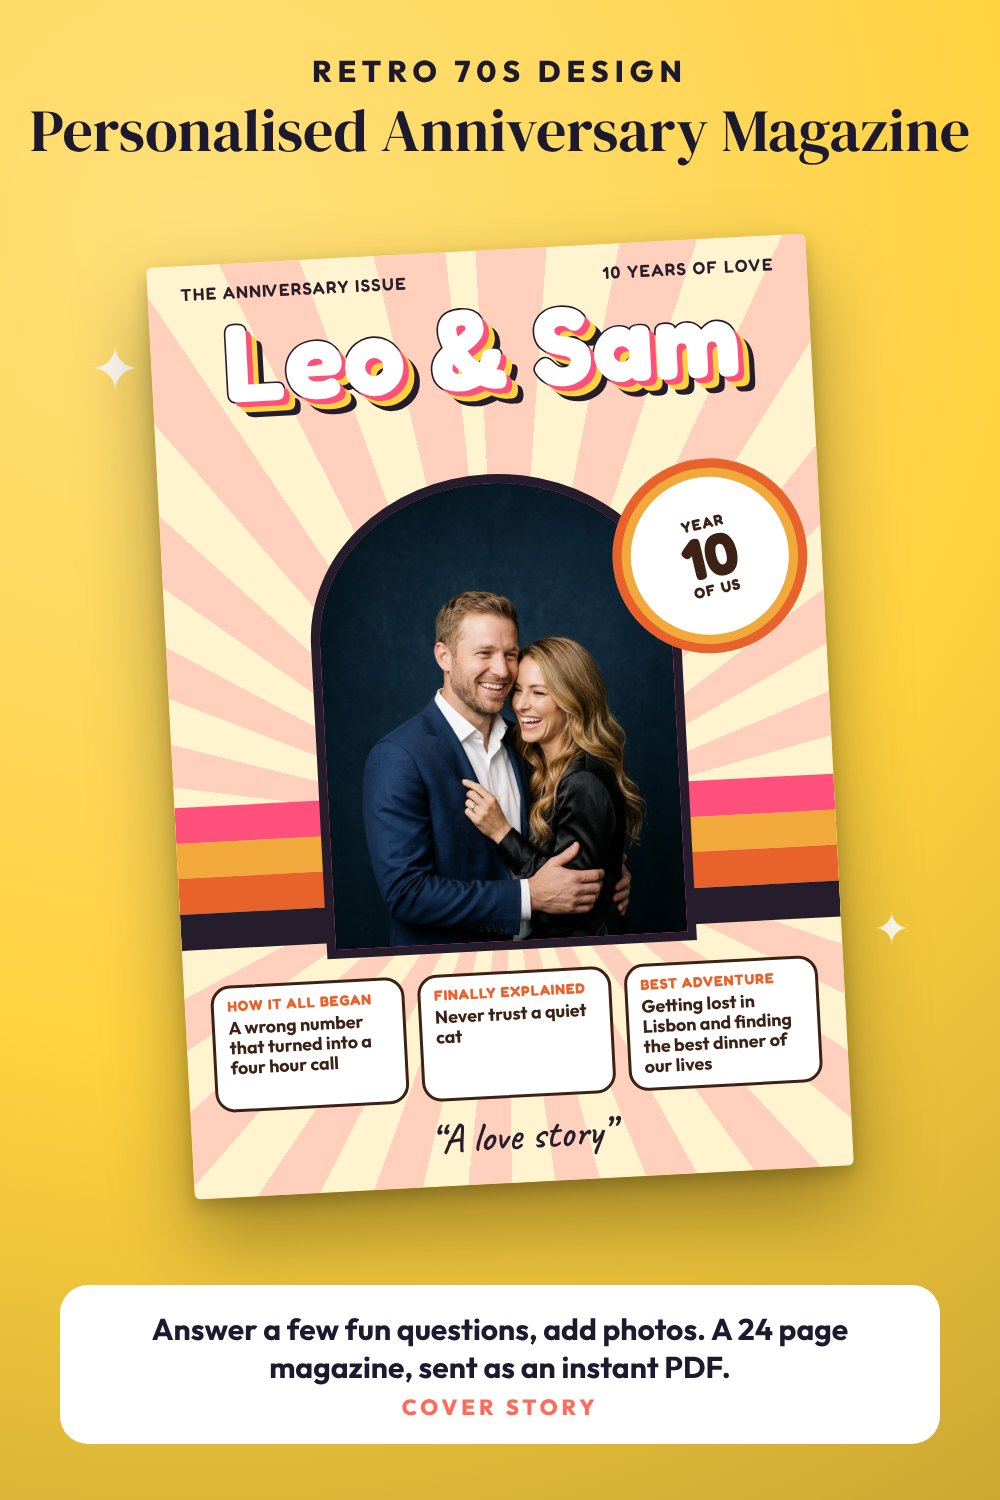 RETRO 70S DESIGN
Personalised Anniversary Magazine
THE ANNIVERSARY ISSUE
10 YEARS OF LOVE
Leo & Sam
YEAR
10
OF US
HOW IT ALL BEGAN
A wrong number
that turned into a
four hour call
FINALLY EXPLAINED
Never trust a quiet
cat
BEST ADVENTURE
Getting lost in
Lisbon and finding
the best dinner of
our lives
“A love story”
Answer a few fun questions, add photos. A 24 page
magazine, sent as an instant PDF.
COVER STORY